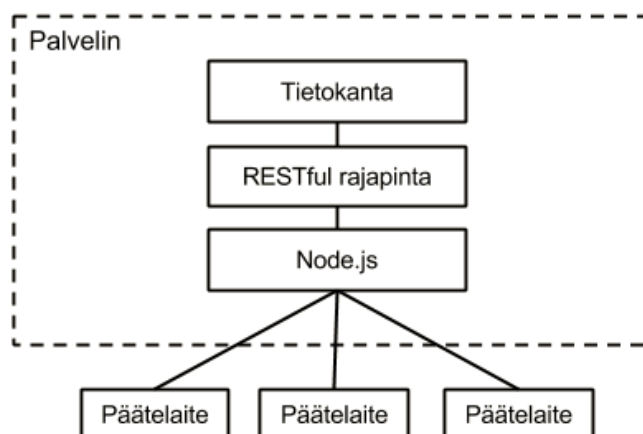 Palvelin
Tietokanta
RESTful rajapinta
Node.js
Päätelaite
Päätelaite
Päätelaite